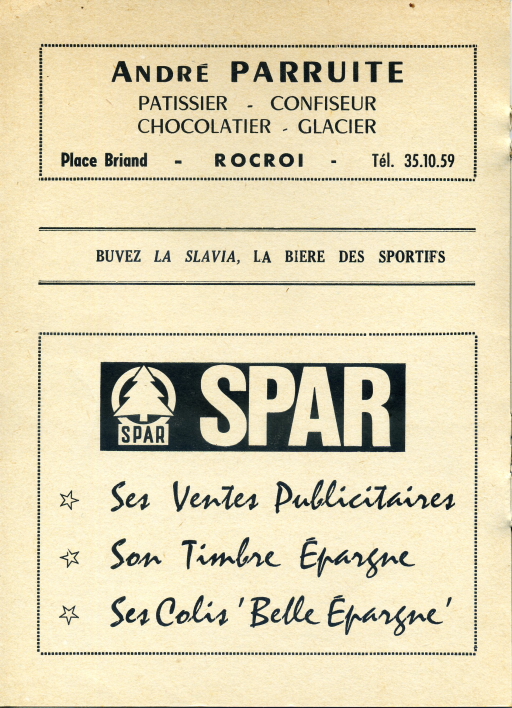 ANDRÉ PARRUITE
PATISSIER - CONFISEUR
CHOCOLATIER - GLACIER
Place Briand - ROCROI - Tél. 35.10.59
BUVEZ LA SLAVIA, LA BIERE DES SPORTIFS
SPAR SPAR
Ses Ventes Publicitaires
Son Timbre Épargne
Ses Colis 'Belle Épargne'